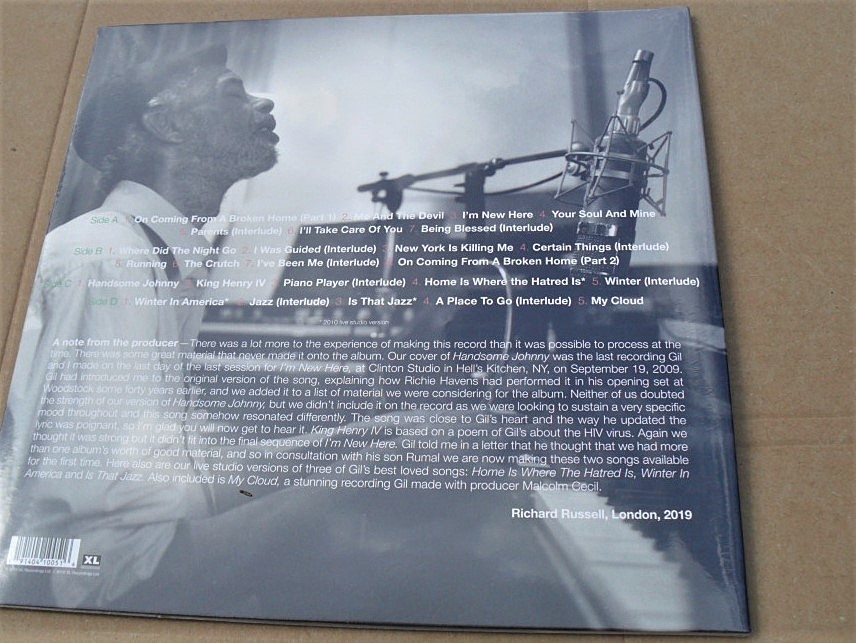 Side A 1. On Coming From A Broken Home (Part 1) 2. Me And The Devil 3. I'm New Here 4. Your Soul And Mine
5. Parents (Interlude) 6. I'll Take Care Of You 7. Being Blessed (Interlude)
Side B 1. Where Did The Night Go 2. I Was Guided (Interlude) 3. New York Is Killing Me 4. Certain Things (Interlude)
5. Running 6. The Crutch 7. I've Been Me (Interlude) 8. On Coming From A Broken Home (Part 2)
Side C 1. Handsome Johnny 2. King Henry IV 3. Piano Player (Interlude) 4. Home Is Where the Hatred Is* 5. Winter (Interlude)
Side D 1. Winter In America* 2. Jazz (Interlude) 3. Is That Jazz* 4. A Place To Go (Interlude) 5. My Cloud
* 2010 live studio version
A note from the producer – There was a lot more to the experience of making this record than it was possible to process at the
time. There was some great material that never made it onto the album. Our cover of Handsome Johnny was the last recording Gil
and I made on the last day of the last session for I'm New Here, at Clinton Studio in Hell's Kitchen, NY, on September 19, 2009.
Gil had introduced me to the original version of the song, explaining how Richie Havens had performed it in his opening set at
Woodstock some forty years earlier, and we added it to a list of material we were considering for the album. Neither of us doubted
the strength of our version of Handsome Johnny, but we didn't include it on the record as we were looking to sustain a very specific
mood throughout and this song somehow resonated differently. The song was close to Gil's heart and the way he updated the
lyric was poignant, so I'm glad you will now get to hear it. King Henry IV is based on a poem of Gil's about the HIV virus. Again we
thought it was strong but it didn't fit into the final sequence of I'm New Here. Gil told me in a letter that he thought that we had more
than one album's worth of good material, and so in consultation with his son Rumal we are now making these two songs available
for the first time. Here also are our live studio versions of three of Gil's best loved songs: Home Is Where The Hatred Is, Winter In
America and Is That Jazz. Also included is My Cloud, a stunning recording Gil made with producer Malcolm Cecil.
Richard Russell, London, 2019
XL